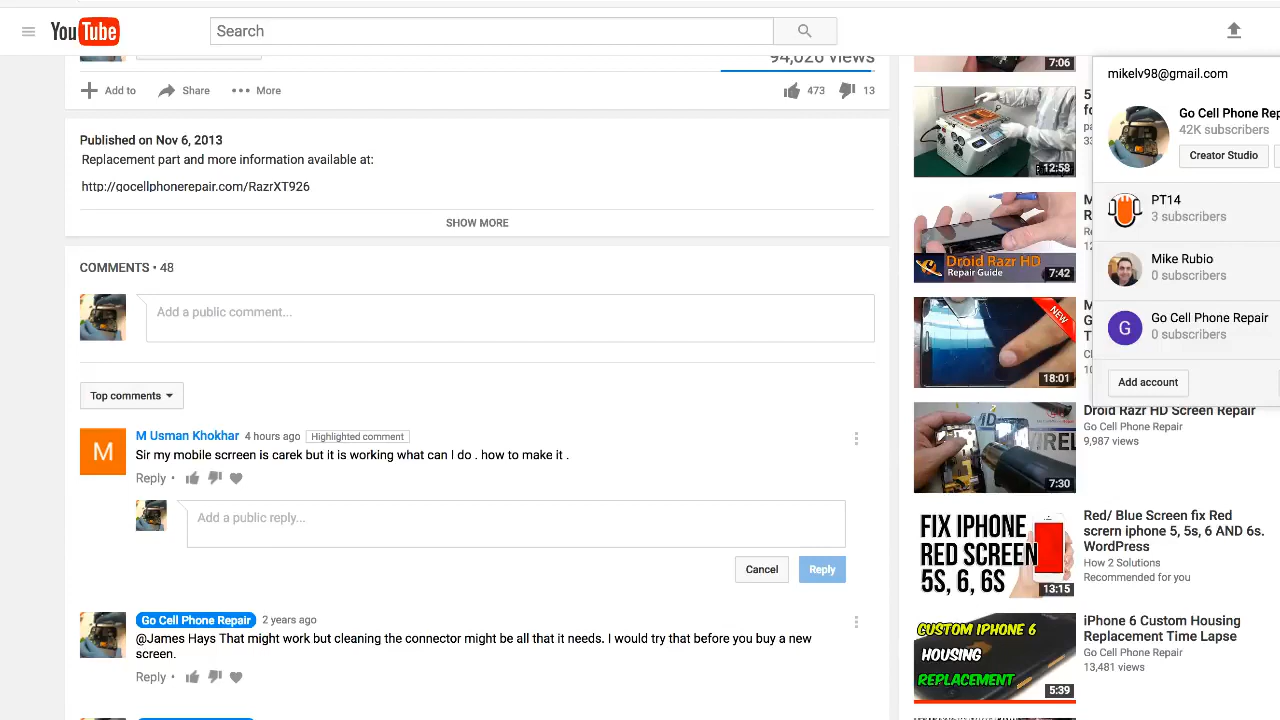 YouTube
Search
94,026 views
Add to
Share
More
473
13
Published on Nov 6, 2013
Replacement part and more information available at:
http://gocellphonerepair.com/RazrXT926
SHOW MORE
COMMENTS • 48
Add a public comment...
Top comments
M
M Usman Khokhar 4 hours ago Highlighted comment
Sir my mobile scrreen is carek but it is working what can I do . how to make it .
Reply •
Add a public reply...
Cancel
Reply
Go Cell Phone Repair 2 years ago
@James Hays That might work but cleaning the connector might be all that it needs. I would try that before you buy a new
screen.
Reply •
7:06
12:58
Droid Razr HD
Repair Guide
7:42
NEW
18:01
mikelv98@gmail.com
Go Cell Phone Rep
42K subscribers
Creator Studio
PT14
3 subscribers
Mike Rubio
0 subscribers
G
Go Cell Phone Repair
0 subscribers
Add account
Droid Razr HD Screen Repair
Go Cell Phone Repair
9,987 views
7:30
FIX IPHONE
RED SCREEN
5S, 6, 6S
13:15
Red/ Blue Screen fix Red
scrern iphone 5, 5s, 6 AND 6s.
WordPress
How 2 Solutions
Recommended for you
CUSTOM IPHONE 6
HOUSING
REPLACEMENT
5:39
iPhone 6 Custom Housing
Replacement Time Lapse
Go Cell Phone Repair
13,481 views